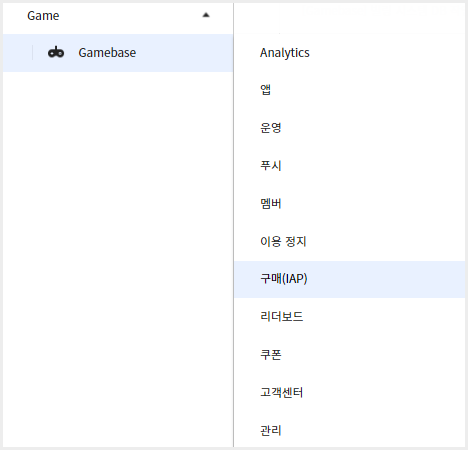 Game
Gamebase
Analytics
앱
운영
푸시
멤버
이용 정지
구매(IAP)
리더보드
쿠폰
고객센터
관리